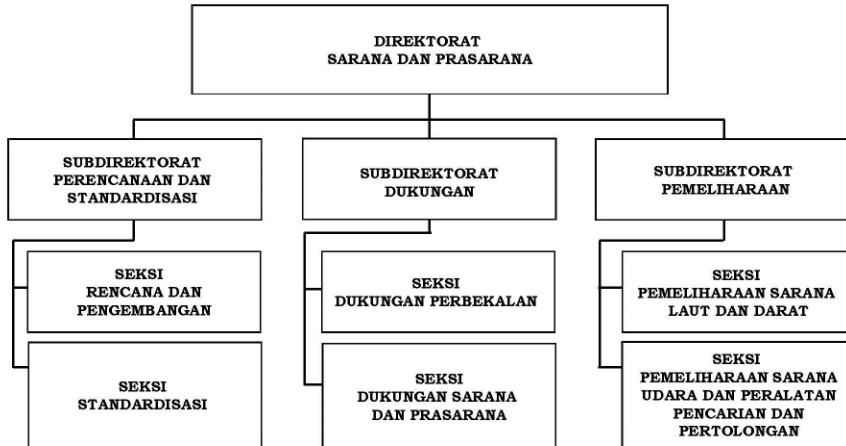 DIREKTORAT
SARANA DAN PRASARANA
SUBDIREKTORAT
PERENCANAAN DAN
STANDARDISASI
SUBDIREKTORAT
DUKUNGAN
SUBDIREKTORAT
PEMELIHARAAN
SEKSI
RENCANA DAN
PENGEMBANGAN
SEKSI
DUKUNGAN PERBEKALAN
SEKSI
PEMELIHARAAN SARANA
LAUT DAN DARAT
SEKSI
STANDARDISASI
SEKSI
DUKUNGAN SARANA
DAN PRASARANA
SEKSI
PEMELIHARAAN SARANA
UDARA DAN PERALATAN
PENCARIAN DAN
PERTOLONGAN